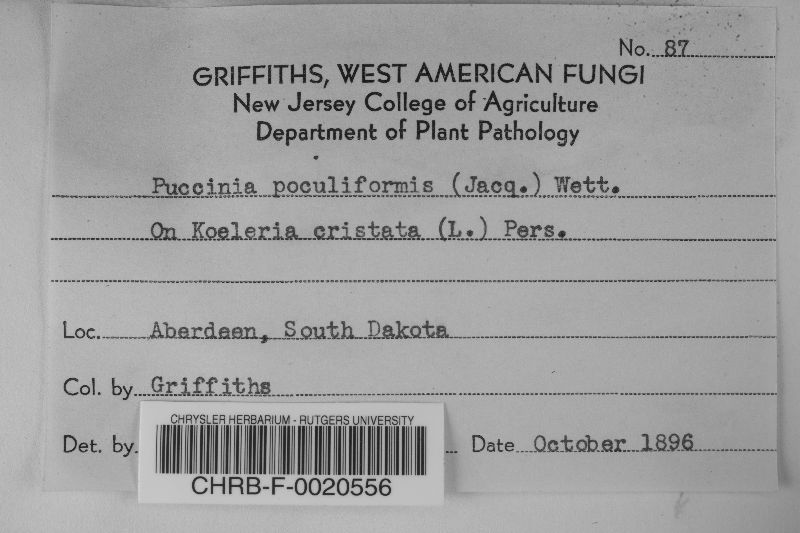 No. 87
GRIFFITHS, WEST AMERICAN FUNGI
New Jersey College of Agriculture
Department of Plant Pathology
Puccinia poculiformis (Jacq.) Wett.
On Koeleria cristata (L.) Pers.
Loc. Aberdeen, South Dakota
Col. by Griffiths
Det. by Date October 1896
CHRYSLER HERBARIUM - RUTGERS UNIVERSITY
CHRB-F-0020556